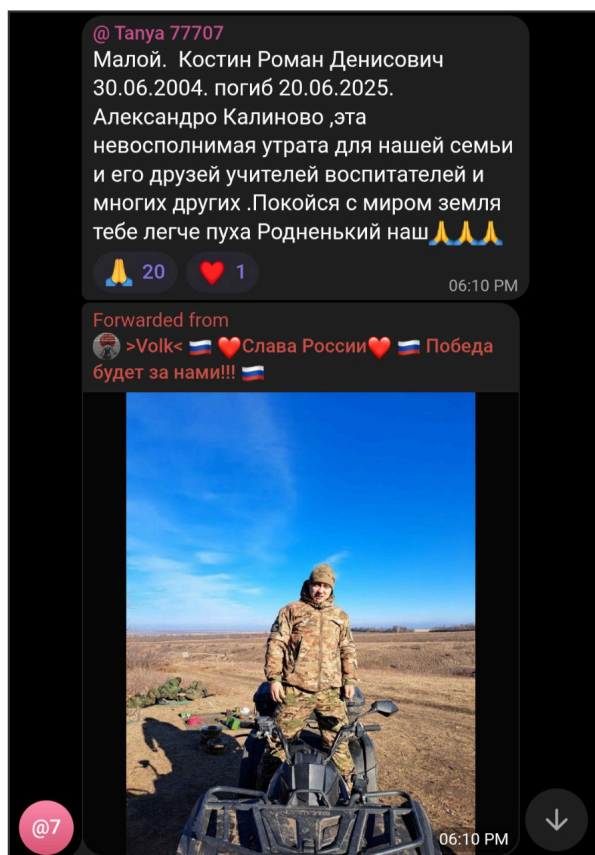 @ Tanya 77707
Малой. Костин Роман Денисович
30.06.2004. погиб 20.06.2025.
Александро Калиново ,эта
невосполнимая утрата для нашей семьи
и его друзей учителей воспитателей и
многих других .Покойся с миром земля
тебе легче пуха Родненький наш🙏🙏🙏
🙏 20 ❤️ 1
06:10 PM
Forwarded from
>Volk< 🇷🇺 ❤️Слава России❤️ 🇷🇺 Победа
будет за нами!!! 🇷🇺
@7
06:10 PM